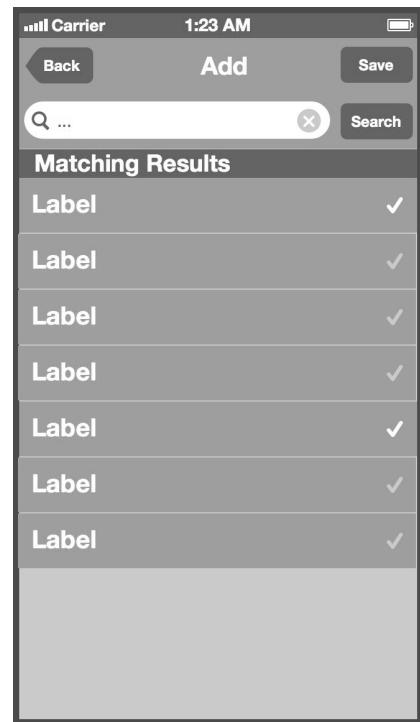 Carrier 1:23 AM
Back Add Save
... Search
Matching Results
Label
Label
Label
Label
Label
Label
Label